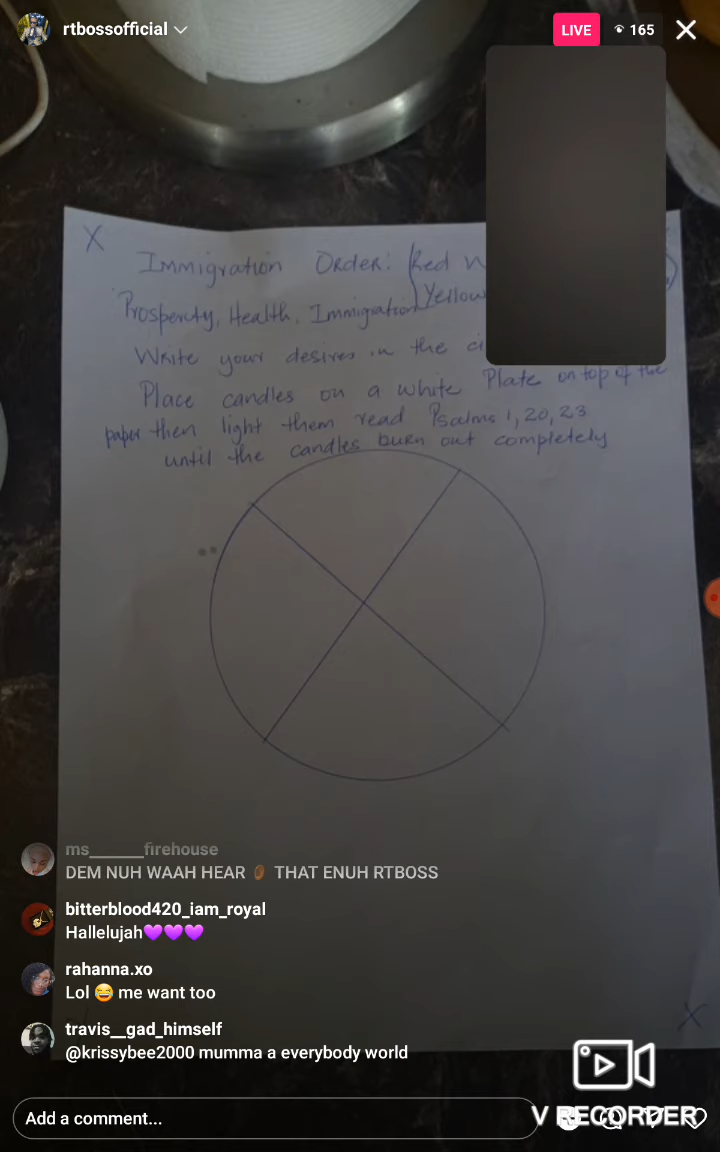 rtbossofficial
LIVE
165
X
Immigration Order: (Red W
Prosperity, Health, Immigration
Yellow
Write your desires in the ci
Place candles on a white Plate on top of the
paper then light them read Psalms 1, 20, 23
until the candles burn out completely
ms______firehouse
DEM NUH WAAH HEAR THAT ENUH RTBOSS
bitterblood420_iam_royal
Hallelujah💜💜💜
rahanna.xo
Lol 😂 me want too
travis__gad_himself
@krissybee2000 mumma a everybody world
X
Add a comment...
V RECORDER